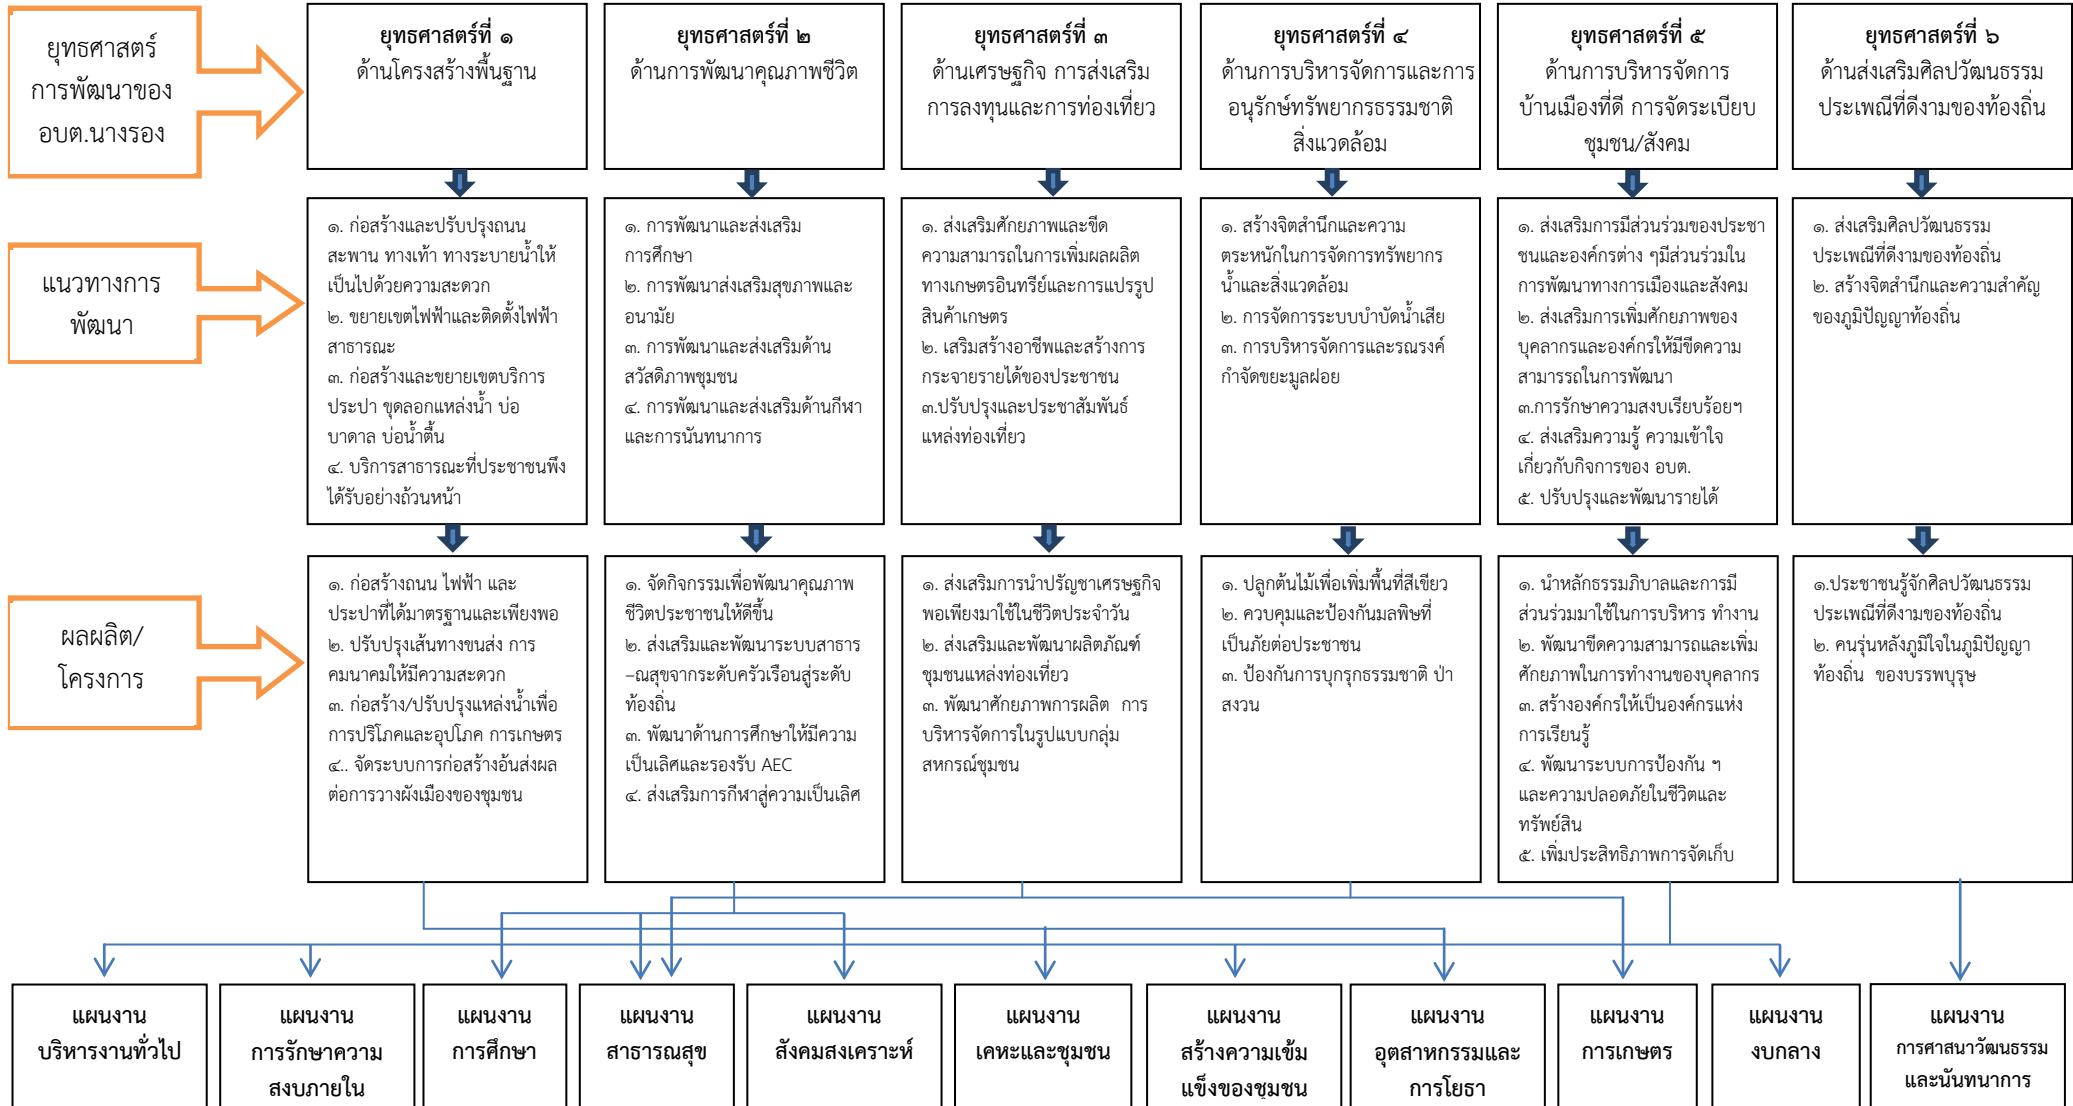 ยุทธศาสตร์
การพัฒนาของ
อบต.นางรอง
ยุทธศาสตร์ที่ ๑
ด้านโครงสร้างพื้นฐาน
ยุทธศาสตร์ที่ ๒
ด้านการพัฒนาคุณภาพชีวิต
ยุทธศาสตร์ที่ ๓
ด้านเศรษฐกิจ การส่งเสริม
การลงทุนและการท่องเที่ยว
ยุทธศาสตร์ที่ ๔
ด้านการบริหารจัดการและการ
อนุรักษ์ทรัพยากรธรรมชาติ
สิ่งแวดล้อม
ยุทธศาสตร์ที่ ๕
ด้านการบริหารจัดการ
บ้านเมืองที่ดี การจัดระเบียบ
ชุมชน/สังคม
ยุทธศาสตร์ที่ ๖
ด้านส่งเสริมศิลปวัฒนธรรม
ประเพณีที่ดีงามของท้องถิ่น
แนวทางการ
พัฒนา
๑. ก่อสร้างและปรับปรุงถนน
สะพาน ทางเท้า ทางระบายน้ำให้
เป็นไปด้วยความสะดวก
๒. ขยายเขตไฟฟ้าและติดตั้งไฟฟ้า
สาธารณะ
๓. ก่อสร้างและขยายเขตบริการ
ประปา ขุดลอกแหล่งน้ำ บ่อ
บาดาล บ่อน้ำตื้น
๔. บริการสาธารณะที่ประชาชนพึง
ได้รับอย่างถ้วนหน้า
๑. การพัฒนาและส่งเสริม
การศึกษา
๒. การพัฒนาส่งเสริมสุขภาพและ
อนามัย
๓. การพัฒนาและส่งเสริมด้าน
สวัสดิภาพชุมชน
๔. การพัฒนาและส่งเสริมด้านกีฬา
และการนันทนาการ
๑. ส่งเสริมศักยภาพและขีด
ความสามารถในการเพิ่มผลผลิต
ทางเกษตรอินทรีย์และการแปรรูป
สินค้าเกษตร
๒. เสริมสร้างอาชีพและสร้างการ
กระจายรายได้ของประชาชน
๓.ปรับปรุงและประชาสัมพันธ์
แหล่งท่องเที่ยว
๑. สร้างจิตสำนึกและความ
ตระหนักในการจัดการทรัพยากร
น้ำและสิ่งแวดล้อม
๒. การจัดการระบบบำบัดน้ำเสีย
๓. การบริหารจัดการและรณรงค์
กำจัดขยะมูลฝอย
๑. ส่งเสริมการมีส่วนร่วมของประชา
ชนและองค์กรต่าง ๆมีส่วนร่วมใน
การพัฒนาทางการเมืองและสังคม
๒. ส่งเสริมการเพิ่มศักยภาพของ
บุคลากรและองค์กรให้มีขีดความ
สามารรถในการพัฒนา
๓.การรักษาความสงบเรียบร้อยฯ
๔. ส่งเสริมความรู้ ความเข้าใจ
เกี่ยวกับกิจการของ อบต.
๕. ปรับปรุงและพัฒนารายได้
๑. ส่งเสริมศิลปวัฒนธรรม
ประเพณีที่ดีงามของท้องถิ่น
๒. สร้างจิตสำนึกและความสำคัญ
ของภูมิปัญญาท้องถิ่น
ผลผลิต/
โครงการ
๑. ก่อสร้างถนน ไฟฟ้า และ
ประปาที่ได้มาตรฐานและเพียงพอ
๒. ปรับปรุงเส้นทางขนส่ง การ
คมนาคมให้มีความสะดวก
๓. ก่อสร้าง/ปรับปรุงแหล่งน้ำเพื่อ
การปริโภคและอุปโภค การเกษตร
๔.. จัดระบบการก่อสร้างอันส่งผล
ต่อการวางผังเมืองของชุมชน
๑. จัดกิจกรรมเพื่อพัฒนาคุณภาพ
ชีวิตประชาชนให้ดีขึ้น
๒. ส่งเสริมและพัฒนาระบบสาธาร
–ณสุขจากระดับครัวเรือนสู่ระดับ
ท้องถิ่น
๓. พัฒนาด้านการศึกษาให้มีความ
เป็นเลิศและรองรับ AEC
๔. ส่งเสริมการกีฬาสู่ความเป็นเลิศ
๑. ส่งเสริมการนำปรัญชาเศรษฐกิจ
พอเพียงมาใช้ในชีวิตประจำวัน
๒. ส่งเสริมและพัฒนาผลิตภัณฑ์
ชุมชนแหล่งท่องเที่ยว
๓. พัฒนาศักยภาพการผลิต การ
บริหารจัดการในรูปแบบกลุ่ม
สหกรณ์ชุมชน
๑. ปลูกต้นไม้เพื่อเพิ่มพื้นที่สีเขียว
๒. ควบคุมและป้องกันมลพิษที่
เป็นภัยต่อประชาชน
๓. ป้องกันการบุกรุกธรรมชาติ ป่า
สงวน
๑. นำหลักธรรมภิบาลและการมี
ส่วนร่วมมาใช้ในการบริหาร ทำงาน
๒. พัฒนาขีดความสามารถและเพิ่ม
ศักยภาพในการทำงานของบุคลากร
๓. สร้างองค์กรให้เป็นองค์กรแห่ง
การเรียนรู้
๔. พัฒนาระบบการป้องกัน ฯ
และความปลอดภัยในชีวิตและ
ทรัพย์สิน
๕. เพิ่มประสิทธิภาพการจัดเก็บ
๑.ประชาชนรู้จักศิลปวัฒนธรรม
ประเพณีที่ดีงามของท้องถิ่น
๒. คนรุ่นหลังภูมิใจในภูมิปัญญา
ท้องถิ่น ของบรรพบุรุษ
แผนงาน
บริหารงานทั่วไป
แผนงาน
การรักษาความ
สงบภายใน
แผนงาน
การศึกษา
แผนงาน
สาธารณสุข
แผนงาน
สังคมสงเคราะห์
แผนงาน
เคหะและชุมชน
แผนงาน
สร้างความเข้ม
แข็งของชุมชน
แผนงาน
อุตสาหกรรมและ
การโยธา
แผนงาน
การเกษตร
แผนงาน
งบกลาง
แผนงาน
การศาสนาวัฒนธรรม
และนันทนาการ